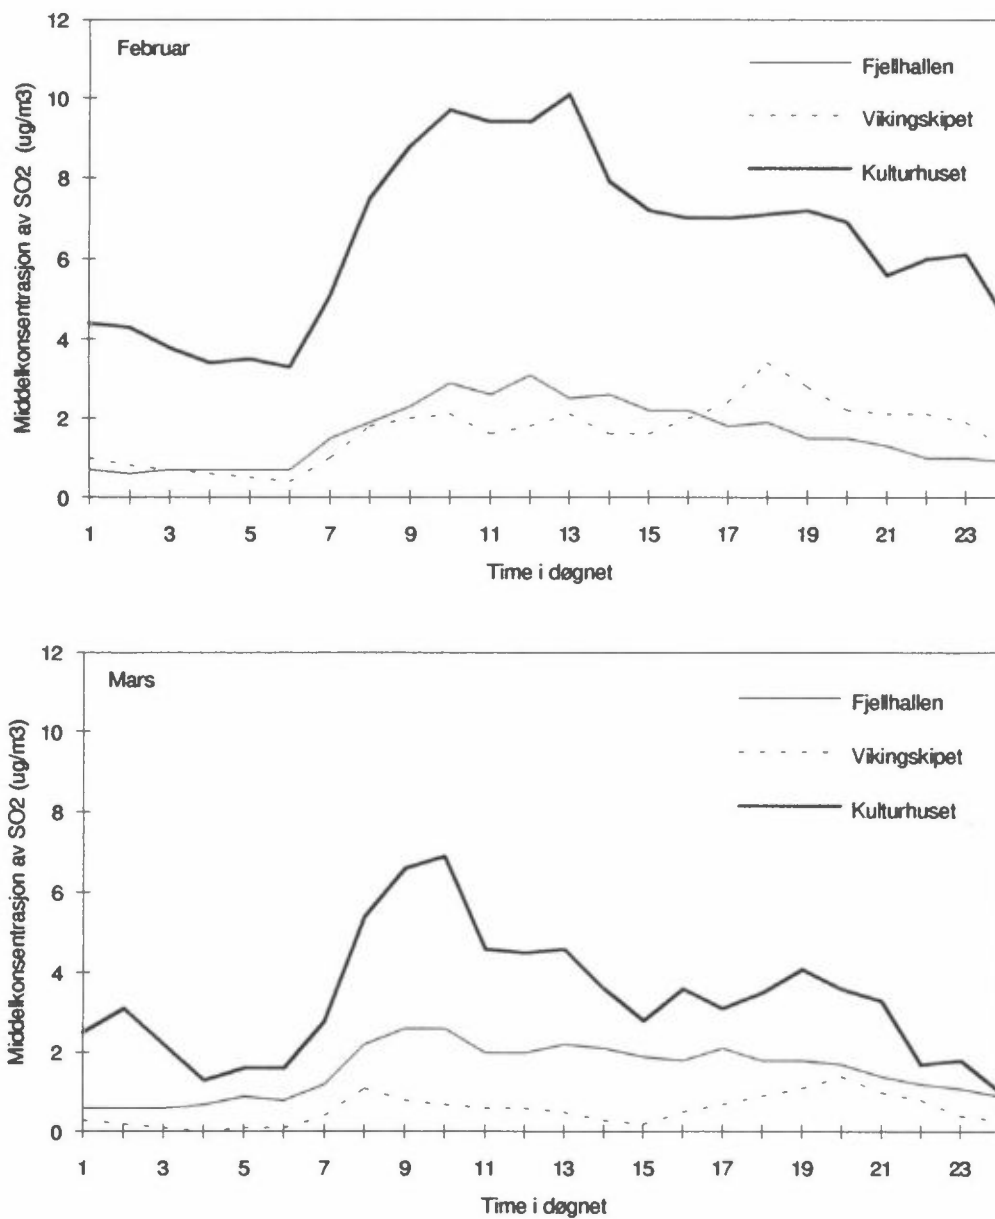 12
Februar
Fjellhallen
10
Vikingskipet
Kulturhuset
8
6
4
2
0
Middelkonsentrasjon av SO2 (ug/m3)
1 3 5 7 9 11 13 15 17 19 21 23
Time i døgnet
12
Mars
Fjellhallen
10
Vikingskipet
Kulturhuset
8
6
4
2
0
Middelkonsentrasjon av SO2 (ug/m3)
1 3 5 7 9 11 13 15 17 19 21 23
Time i døgnet